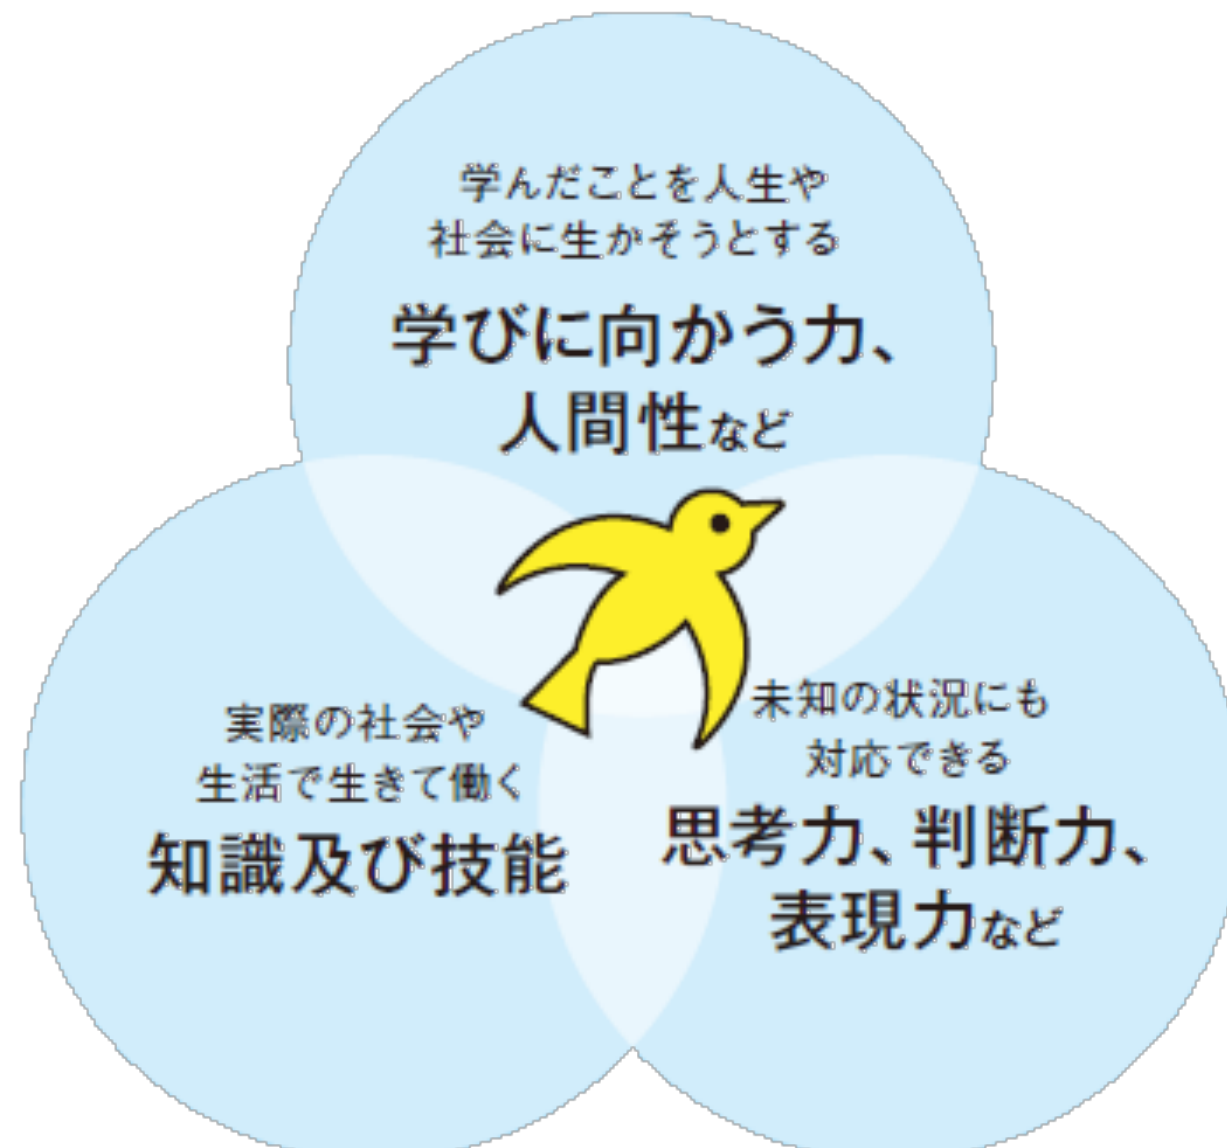 学んだことを人生や
社会に生かそうとする
学びに向かう力、
人間性など
実際の社会や
生活で生きて働く
知識及び技能
未知の状況にも
対応できる
思考力、判断力、
表現力など